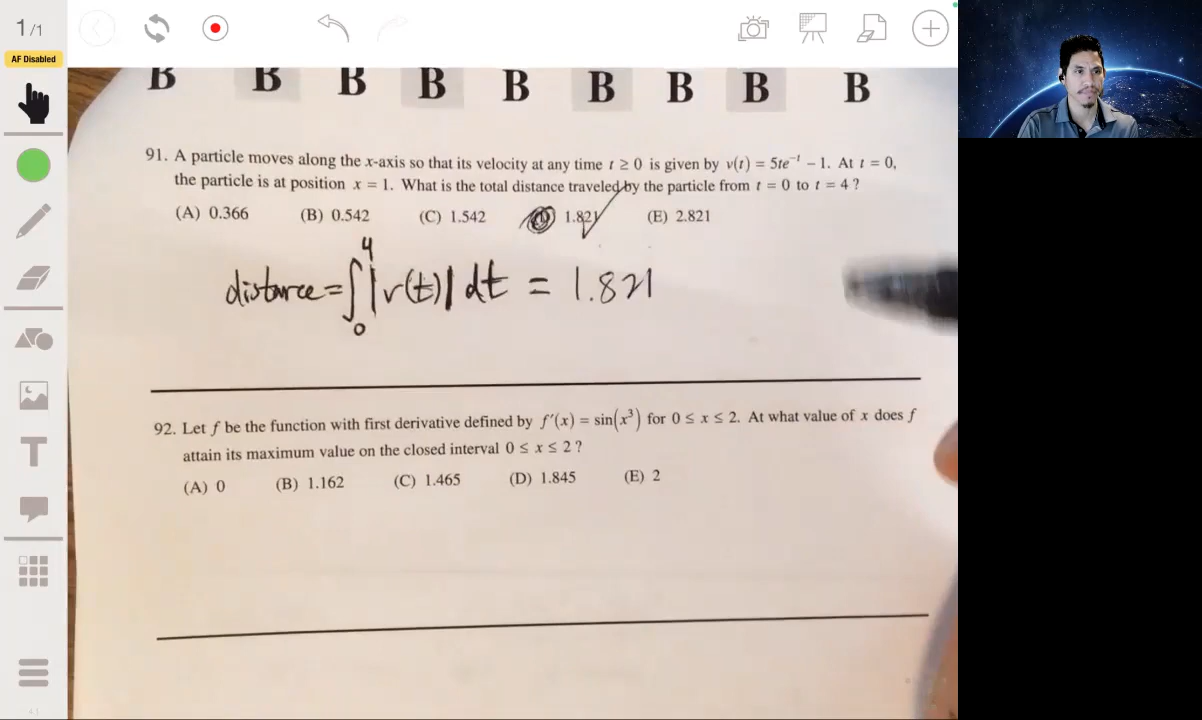 1/1
AF Disabled
B B B B B B B B B
91. A particle moves along the x-axis so that its velocity at any time t ≥ 0 is given by v(t) = 5te⁻ᵗ − 1. At t = 0,
the particle is at position x = 1. What is the total distance traveled by the particle from t = 0 to t = 4 ?
(A) 0.366 (B) 0.542 (C) 1.542 (D) 1.821 (E) 2.821
distance = ∫₀⁴ |v(t)| dt = 1.821
92. Let f be the function with first derivative defined by f′(x) = sin(x³) for 0 ≤ x ≤ 2. At what value of x does f
attain its maximum value on the closed interval 0 ≤ x ≤ 2 ?
(A) 0 (B) 1.162 (C) 1.465 (D) 1.845 (E) 2
T